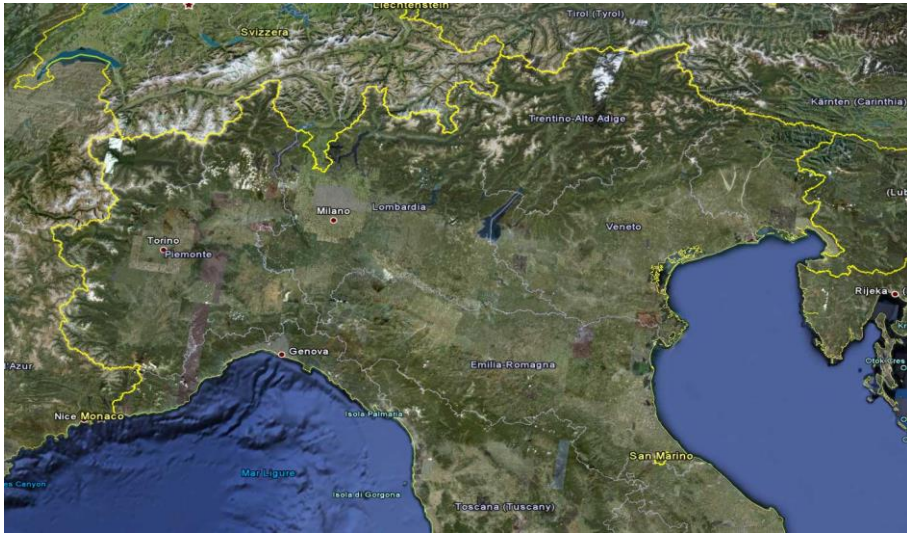 Liechtenstein
Tirol (Tyrol)
Svizzera
Kärnten (Carinthia)
Trentino-Alto Adige
(Lub
Milano
Lombardia
Veneto
Torino
Piemonte
Rijeka
Genova
Emilia-Romagna
l'Azur
Nice Monaco
Isola Palmaria
San Marino
Mar Ligure
es Canyon
Isola di Gorgona
Toscana (Tuscany)